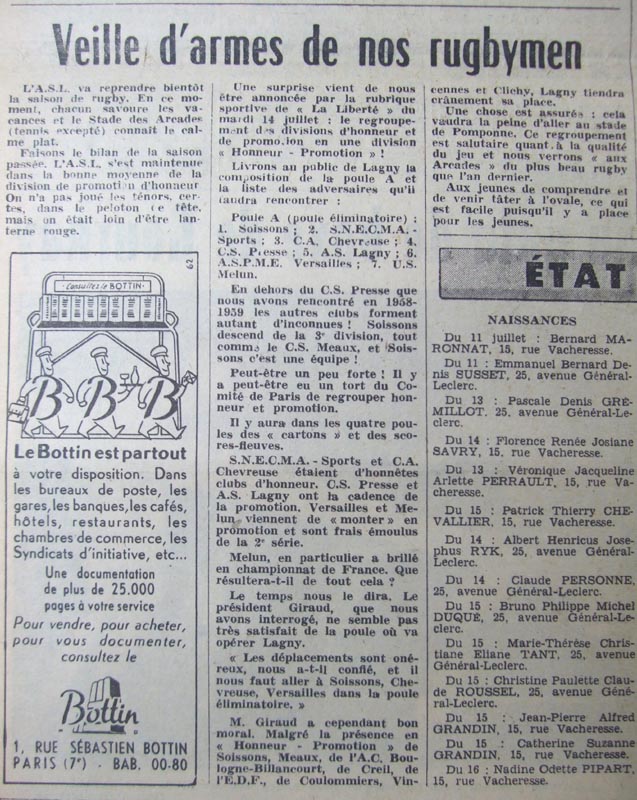 Veille d'armes de nos rugbymen
L'A.S.L. va reprendre bientôt
la saison de rugby. En ce mo-
ment, chacun savoure les va-
cances et le Stade des Arcades
(tennis excepté) connaît le cal-
me plat.
Faisons le bilan de la saison
passée. L'A.S.L. s'est maintenue
dans la bonne moyenne de la
division de promotion d'honneur
On n'a pas joué les ténors, cer-
tes, dans le peloton de tête,
mais on était loin d'être lan-
terne rouge.
62
Consultez le BOTTIN
B B B
Le Bottin est partout
à votre disposition. Dans
les bureaux de poste, les
gares, les banques, les cafés,
hôtels, restaurants, les
chambres de commerce, les
Syndicats d'initiative, etc...
Une documentation
de plus de 25.000
pages à votre service
Pour vendre, pour acheter,
pour vous documenter,
consultez le
Bottin
1, RUE SÉBASTIEN BOTTIN
PARIS (7e) - BAB. 00-80
Une surprise vient de nous
être annoncée par la rubrique
sportive de « La Liberté » du
mardi 14 juillet : le regroupe-
ment des divisions d'honneur et
de promotion en une division
« Honneur - Promotion » !
Livrons au public de Lagny la
composition de la poule A et
la liste des adversaires qu'il
faudra rencontrer :
Poule A (poule éliminatoire) :
1. Soissons ; 2. S.N.E.C.M.A. -
Sports ; 3. C.A. Chevreuse ; 4.
C.S. Presse ; 5. A.S. Lagny ; 6.
A.S.P.M.E. Versailles ; 7. U.S.
Melun.
En dehors du C.S. Presse que
nous avons rencontré en 1958-
1959 les autres clubs forment
autant d'inconnues ! Soissons
descend de la 3e division, tout
comme le C.S. Meaux, et Sois-
sons c'est une équipe !
Peut-être un peu forte ! Il y
a peut-être eu un tort du Co-
mité de Paris de regrouper hon-
neur et promotion.
Il y aura dans les quatre pou-
les des « cartons » et des sco-
res-fleuves.
S.N.E.C.M.A. - Sports et C.A.
Chevreuse étaient d'honnêtes
clubs d'honneur. C.S. Presse et
A.S. Lagny ont la cadence de
la promotion. Versailles et Me-
lun viennent de « monter » en
promotion et sont frais émoulus de
la 2e série.
Melun, en particulier a brillé
en championnat de France. Que
résultera-t-il de tout cela ?
Le temps nous le dira. Le
président Giraud, que nous
avons interrogé, ne semble pas
très satisfait de la poule où va
opérer Lagny.
« Les déplacements sont oné-
reux, nous a-t-il confié, et il
nous faut aller à Soissons, Che-
vreuse, Versailles dans la poule
éliminatoire. »
M. Giraud a cependant bon
moral. Malgré la présence en
« Honneur - Promotion » de
Soissons, Meaux, de l'A.C. Bou-
logne-Billancourt, de Creil, de
l'E.D.F., de Coulommiers, Vin-
cennes et Clichy, Lagny tiendra
crânement sa place.
Une chose est assurée : cela
vaudra la peine d'aller au stade
de Pomponne. Ce regroupement
est salutaire quant à la qualité
du jeu et nous verrons « aux
Arcades » du plus beau rugby
que l'an dernier.
Aux jeunes de comprendre et
de venir tâter à l'ovale, ce qui
est facile puisqu'il y a place
pour les jeunes.
ÉTAT
NAISSANCES
Du 11 juillet : Bernard MA-
RONNAT, 15, rue Vacheresse.
Du 11 : Emmanuel Bernard De-
nis SUSSET, 25, avenue Général-
Leclerc.
Du 13 : Pascale Denis GRÉ-
MILLOT, 25, avenue Général-Le-
clerc.
Du 14 : Florence Renée Josiane
SAVRY, 15, rue Vacheresse.
Du 13 : Véronique Jacqueline
Arlette PERRAULT, 15, rue Va-
cheresse.
Du 15 : Patrick Thierry CHE-
VALLIER, 15, rue Vacheresse.
Du 14 : Albert Henricus Jose-
phus RYK, 25, avenue Général-
Leclerc.
Du 14 : Claude PERSONNE,
25, avenue Général-Leclerc.
Du 15 : Bruno Philippe Michel
DUQUE, 25, avenue Général-Le-
clerc.
Du 15 : Marie-Thérèse Chris-
tiane Eliane TANT, 25, avenue
Général-Leclerc.
Du 15 : Christine Paulette Clau-
de ROUSSEL, 25, avenue Géné-
ral-Leclerc.
Du 15 : Jean-Pierre Alfred
GRANDIN, 15, rue Vacheresse.
Du 15 : Catherine Suzanne
GRANDIN, 15, rue Vacheresse.
Du 16 : Nadine Odette PIPART,
15, rue Vacheresse.